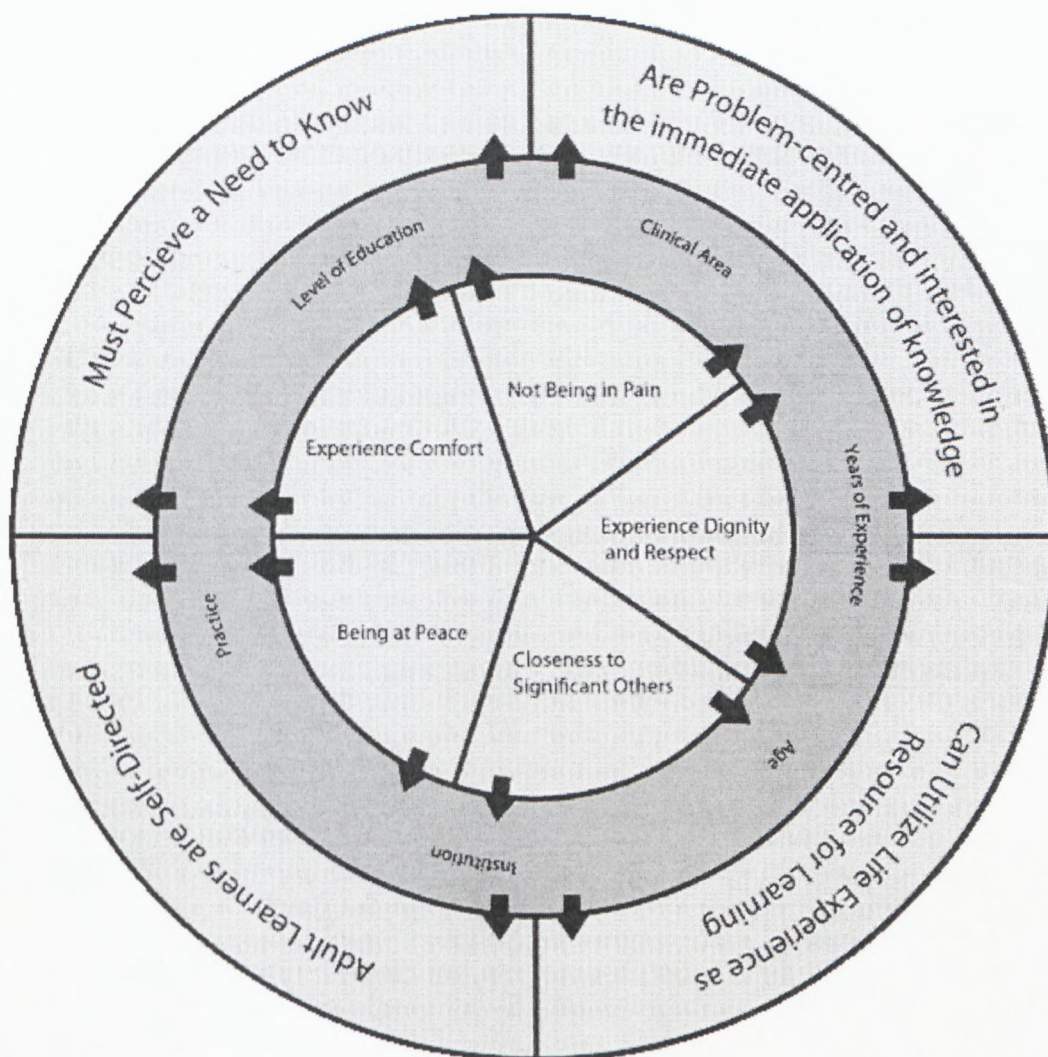 Must Percieve a Need to Know
Are Problem-centred and interested in
the immediate application of knowledge
Can Utilize Life Experience as
Resource for Learning
Adult Learners are Self-Directed
Level of Education
Clinical Area
Years of Experience
Age
Institution
Practice
Not Being in Pain
Experience Comfort
Experience Dignity
and Respect
Being at Peace
Closeness to
Significant Others